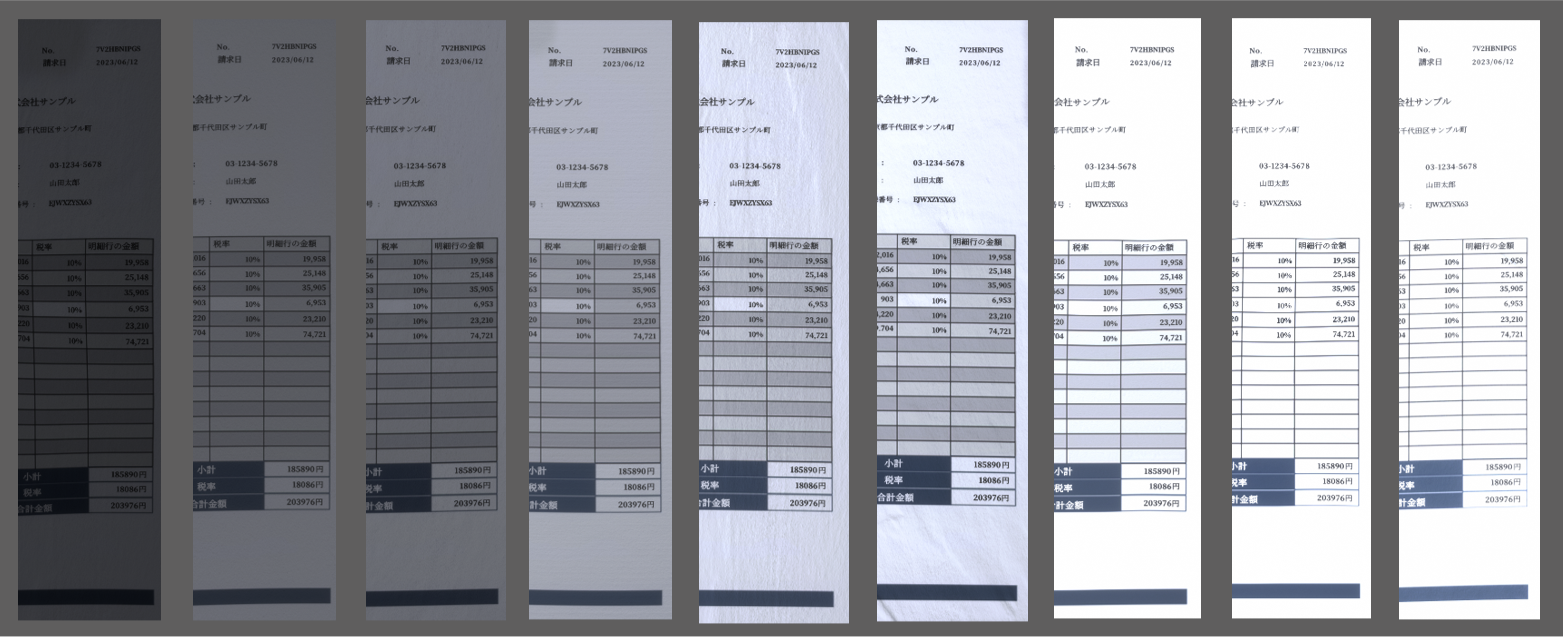 No. 7V2HBNIPGS
請求日 2023/06/12
会社サンプル
都千代田区サンプル町
: 03-1234-5678
山田太郎
番号 : EJWXZYSX63
税率 明細行の金額
016 10% 19,958
656 10% 25,148
663 10% 35,905
903 10% 6,953
220 10% 23,210
704 10% 74,721
小計 185890円
税率 18086円
合計金額 203976円
No. 7V2HBNIPGS
請求日 2023/06/12
会社サンプル
都千代田区サンプル町
: 03-1234-5678
山田太郎
番号 : EJWXZYSX63
税率 明細行の金額
016 10% 19,958
656 10% 25,148
663 10% 35,905
903 10% 6,953
220 10% 23,210
704 10% 74,721
小計 185890円
税率 18086円
合計金額 203976円
No. 7V2HBNIPGS
請求日 2023/06/12
会社サンプル
千代田区サンプル町
03-1234-5678
山田太郎
号 : EJWXZYSX63
税率 明細行の金額
16 10% 19,958
56 10% 25,148
63 10% 35,905
03 10% 6,953
20 10% 23,210
04 10% 74,721
小計 185890円
税率 18086円
計金額 203976円
No. 7V2HBNIPGS
請求日 2023/06/12
会社サンプル
千代田区サンプル町
03-1234-5678
山田太郎
号 : EJWXZYSX63
税率 明細行の金額
16 10% 19,958
56 10% 25,148
63 10% 35,905
03 10% 6,953
20 10% 23,210
04 10% 74,721
小計 185890円
税率 18086円
計金額 203976円
No. 7V2HBNIPGS
請求日 2023/06/12
会社サンプル
都千代田区サンプル町
03-1234-5678
山田太郎
番号 : EJWXZYSX63
税率 明細行の金額
016 10% 19,958
656 10% 25,148
663 10% 35,905
903 10% 6,953
220 10% 23,210
704 10% 74,721
小計 185890円
税率 18086円
合計金額 203976円
No. 7V2HBNIPGS
請求日 2023/06/12
式会社サンプル
京都千代田区サンプル町
: 03-1234-5678
山田太郎
番号 : EJWXZYSX63
税率 明細行の金額
2,016 10% 19,958
,656 10% 25,148
,663 10% 35,905
903 10% 6,953
,220 10% 23,210
,704 10% 74,721
小計 185890円
税率 18086円
合計金額 203976円
No. 7V2HBNIPGS
請求日 2023/06/12
会社サンプル
都千代田区サンプル町
03-1234-5678
山田太郎
号 : EJWXZYSX63
税率 明細行の金額
016 10% 19,958
656 10% 25,148
663 10% 35,905
903 10% 6,953
220 10% 23,210
704 10% 74,721
小計 185890円
税率 18086円
計金額 203976円
No. 7V2HBNIPGS
請求日 2023/06/12
会社サンプル
千代田区サンプル町
03-1234-5678
山田太郎
号 : EJWXZYSX63
税率 明細行の金額
16 10% 19,958
56 10% 25,148
63 10% 35,905
03 10% 6,953
20 10% 23,210
04 10% 74,721
小計 185890円
税率 18086円
計金額 203976円
No. 7V2HBNIPGS
請求日 2023/06/12
会社サンプル
千代田区サンプル町
03-1234-5678
山田太郎
号 : EJWXZYSX63
税率 明細行の金額
16 10% 19,958
56 10% 25,148
63 10% 35,905
03 10% 6,953
20 10% 23,210
04 10% 74,721
小計 185890円
税率 18086円
計金額 203976円